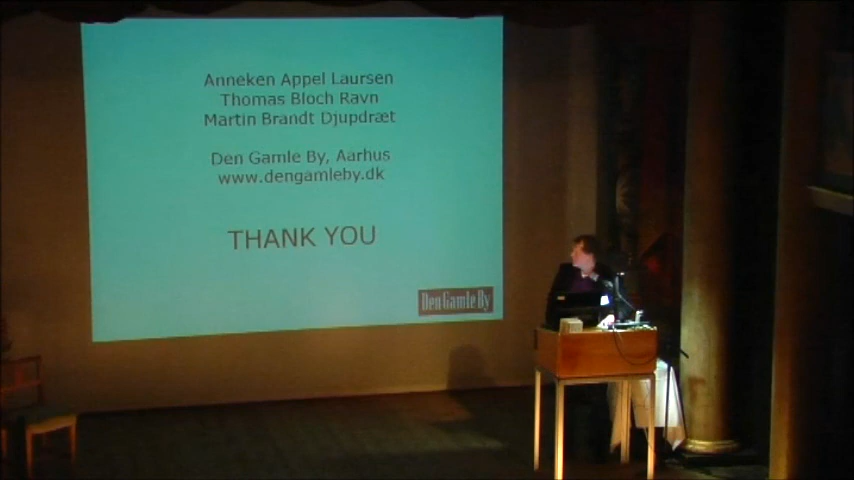 Anneken Appel Laursen
Thomas Bloch Ravn
Martin Brandt Djupdræt
Den Gamle By, Aarhus
www.dengamleby.dk
THANK YOU
Den Gamle By